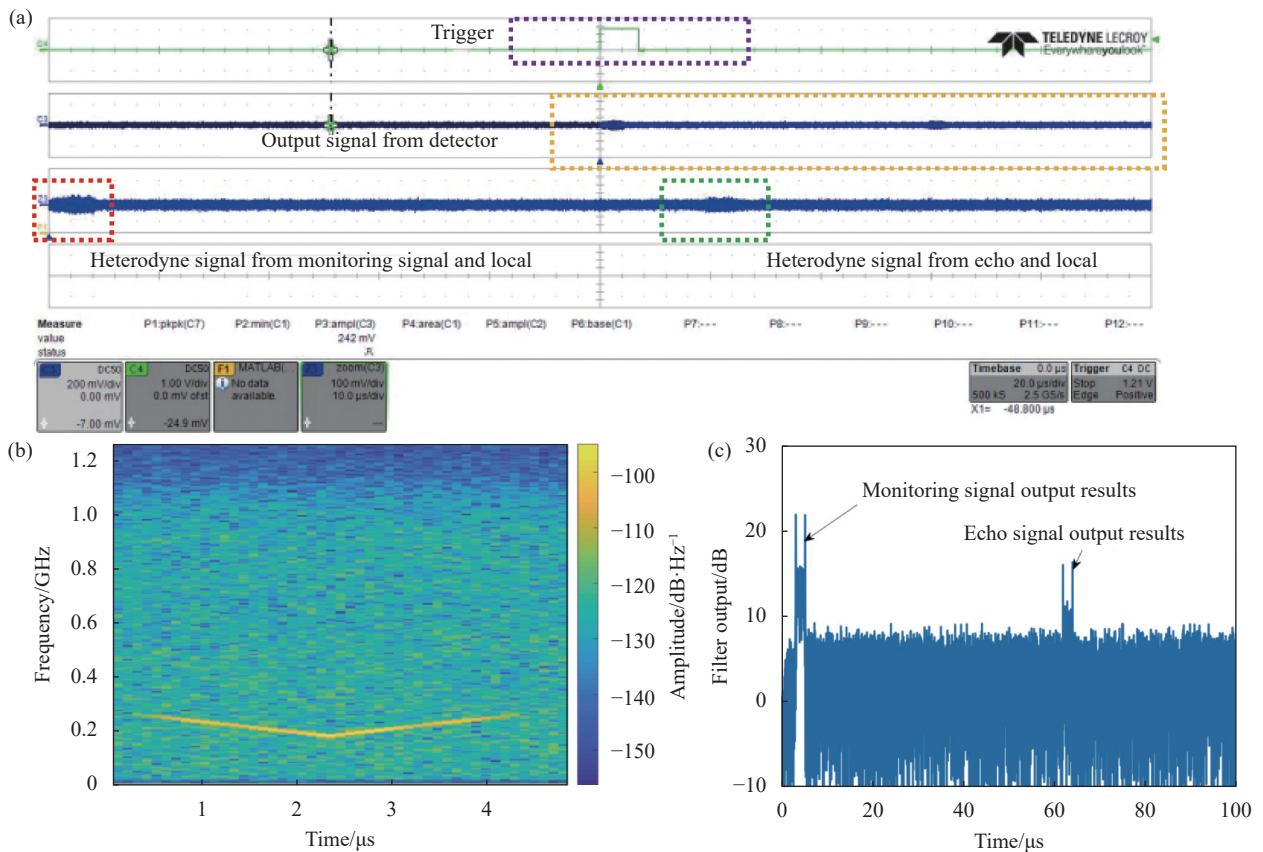 (a)
Trigger
TELEDYNE LECROY
Everywhereyoulook
Output signal from detector
Heterodyne signal from monitoring signal and local
Heterodyne signal from echo and local
Measure P1:pkpk(C7) P2:min(C1) P3:ampl(C3) P4:area(C1) P5:ampl(C2) P6:base(C1) P7:--- P8:--- P9:--- P10:--- P11:--- P12:---
value 242 mV
status
C3 DC50
200 mV/div
0.00 mV
-7.00 mV
C4 DC50
1.00 V/div
0.0 mV ofst
-24.9 mV
F1 MATLAB(...
No data
available.
zoom(C3)
100 mV/div
10.0 µs/div
---
Timebase 0.0 µs
20.0 µs/div
500 kS 2.5 GS/s
Trigger C4 DC
Stop 1.21 V
Edge Positive
X1= -48.800 µs
(b)
Frequency/GHz
1.2
1.0
0.8
0.6
0.4
0.2
0
1 2 3 4
Time/µs
−100
−110
−120
−130
−140
−150
Amplitude/dB·Hz⁻¹
(c)
Filter output/dB
30
20
10
0
−10
Monitoring signal output results
Echo signal output results
0 20 40 60 80 100
Time/µs